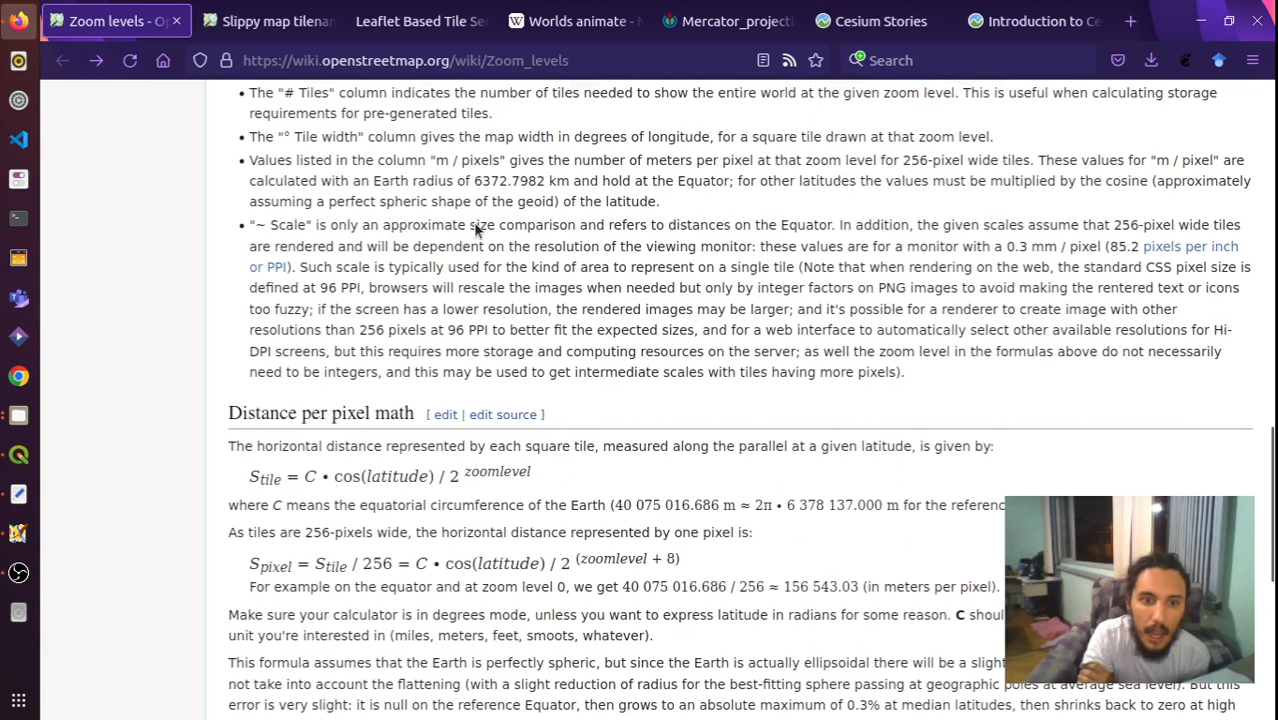 Zoom levels - O
Slippy map tilenam
Leaflet Based Tile Se
Worlds animate -
Mercator_projecti
Cesium Stories
Introduction to Ce
https://wiki.openstreetmap.org/wiki/Zoom_levels
Search
• The "# Tiles" column indicates the number of tiles needed to show the entire world at the given zoom level. This is useful when calculating storage
requirements for pre-generated tiles.
• The "° Tile width" column gives the map width in degrees of longitude, for a square tile drawn at that zoom level.
• Values listed in the column "m / pixels" gives the number of meters per pixel at that zoom level for 256-pixel wide tiles. These values for "m / pixel" are
calculated with an Earth radius of 6372.7982 km and hold at the Equator; for other latitudes the values must be multiplied by the cosine (approximately
assuming a perfect spheric shape of the geoid) of the latitude.
• "~ Scale" is only an approximate size comparison and refers to distances on the Equator. In addition, the given scales assume that 256-pixel wide tiles
are rendered and will be dependent on the resolution of the viewing monitor: these values are for a monitor with a 0.3 mm / pixel (85.2 pixels per inch
or PPI). Such scale is typically used for the kind of area to represent on a single tile (Note that when rendering on the web, the standard CSS pixel size is
defined at 96 PPI, browsers will rescale the images when needed but only by integer factors on PNG images to avoid making the rentered text or icons
too fuzzy; if the screen has a lower resolution, the rendered images may be larger; and it's possible for a renderer to create image with other
resolutions than 256 pixels at 96 PPI to better fit the expected sizes, and for a web interface to automatically select other available resolutions for Hi-
DPI screens, but this requires more storage and computing resources on the server; as well the zoom level in the formulas above do not necessarily
need to be integers, and this may be used to get intermediate scales with tiles having more pixels).
Distance per pixel math [ edit | edit source ]
The horizontal distance represented by each square tile, measured along the parallel at a given latitude, is given by:
Stile = C • cos(latitude) / 2 zoomlevel
where C means the equatorial circumference of the Earth (40 075 016.686 m ≈ 2π • 6 378 137.000 m for the referenc
As tiles are 256-pixels wide, the horizontal distance represented by one pixel is:
Spixel = Stile / 256 = C • cos(latitude) / 2 (zoomlevel + 8)
For example on the equator and at zoom level 0, we get 40 075 016.686 / 256 ≈ 156 543.03 (in meters per pixel).
Make sure your calculator is in degrees mode, unless you want to express latitude in radians for some reason. C shou
unit you're interested in (miles, meters, feet, smoots, whatever).
This formula assumes that the Earth is perfectly spheric, but since the Earth is actually ellipsoidal there will be a slight
not take into account the flattening (with a slight reduction of radius for the best-fitting sphere passing at geographic poles at average sea level). But this
error is very slight: it is null on the reference Equator, then grows to an absolute maximum of 0.3% at median latitudes, then shrinks back to zero at high